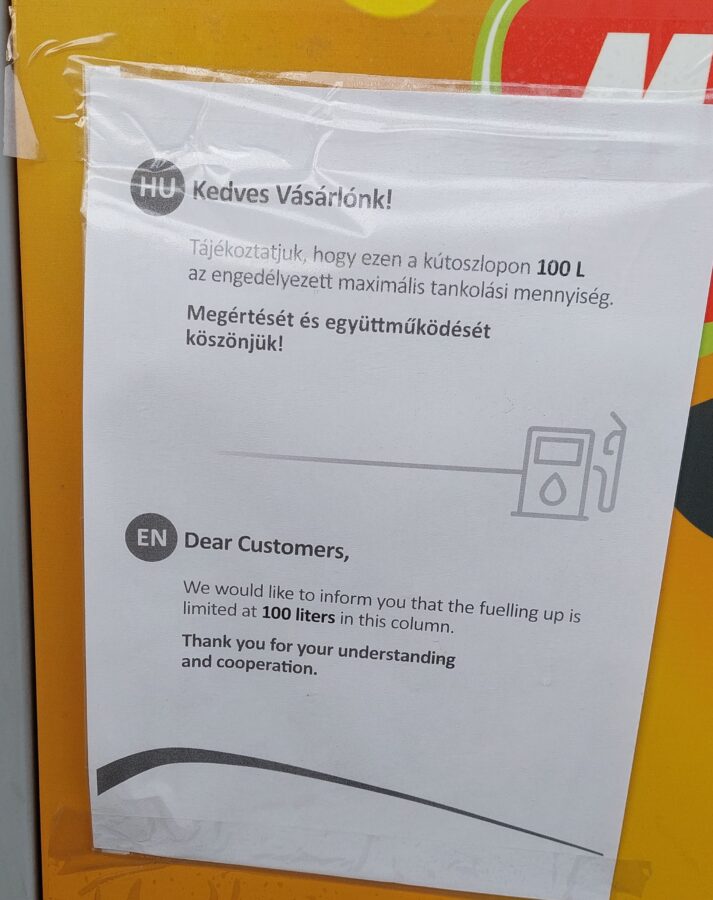 M
HU Kedves Vásárlónk!
Tájékoztatjuk, hogy ezen a kútoszlopon 100 L
az engedélyezett maximális tankolási mennyiség.
Megértését és együttműködését
köszönjük!
EN Dear Customers,
We would like to inform you that the fuelling up is
limited at 100 liters in this column.
Thank you for your understanding
and cooperation.